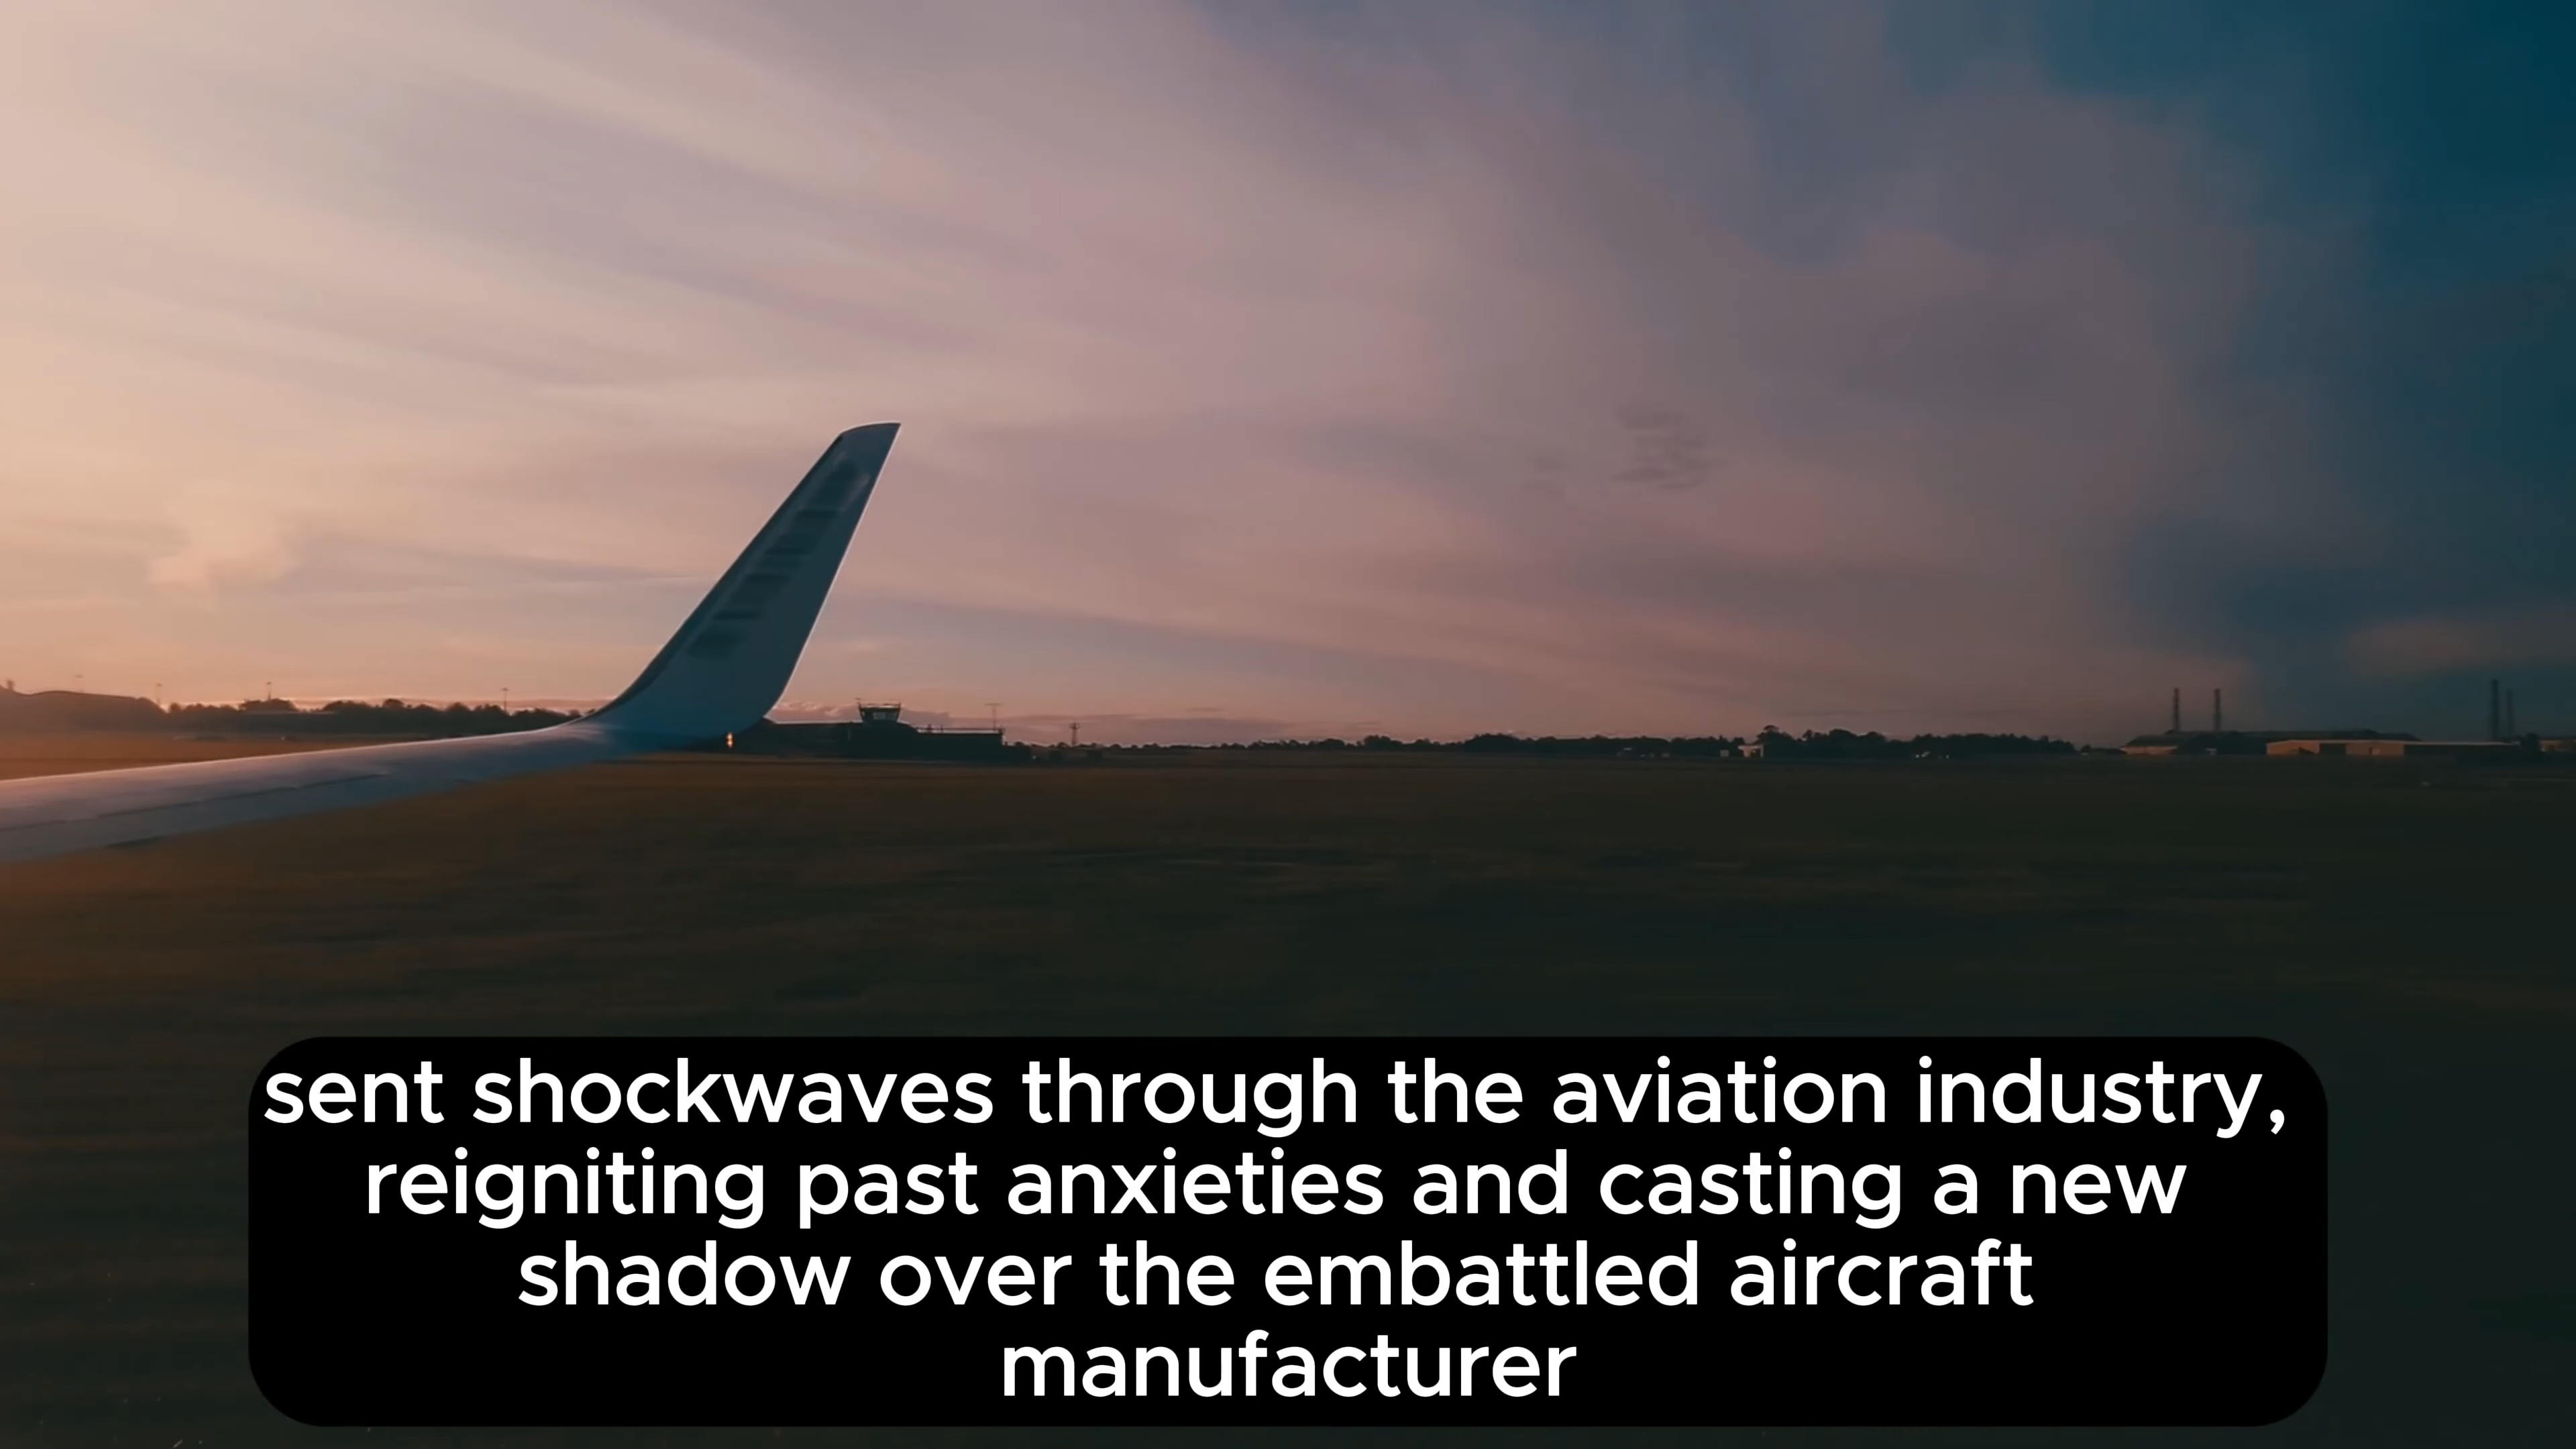 sent shockwaves through the aviation industry,
reigniting past anxieties and casting a new
shadow over the embattled aircraft
manufacturer